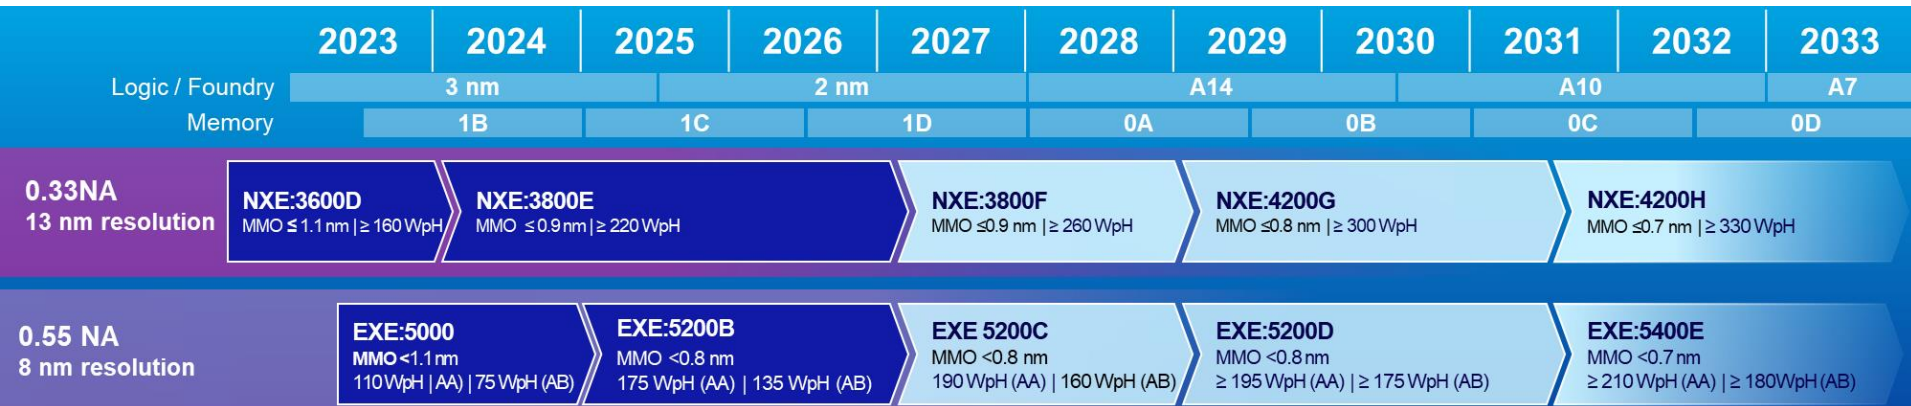 2023 2024 2025 2026 2027 2028 2029 2030 2031 2032 2033
Logic / Foundry 3 nm 2 nm A14 A10 A7
Memory 1B 1C 1D 0A 0B 0C 0D
0.33NA
13 nm resolution
NXE:3600D
MMO ≤ 1.1 nm | ≥ 160 WpH
NXE:3800E
MMO ≤ 0.9 nm | ≥ 220 WpH
NXE:3800F
MMO ≤0.9 nm | ≥ 260 WpH
NXE:4200G
MMO ≤0.8 nm | ≥ 300 WpH
NXE:4200H
MMO ≤0.7 nm | ≥ 330 WpH
0.55 NA
8 nm resolution
EXE:5000
MMO <1.1 nm
110 WpH | AA) | 75 WpH (AB)
EXE:5200B
MMO <0.8 nm
175 WpH (AA) | 135 WpH (AB)
EXE 5200C
MMO <0.8 nm
190 WpH (AA) | 160 WpH (AB)
EXE:5200D
MMO <0.8 nm
≥ 195 WpH (AA) | ≥ 175 WpH (AB)
EXE:5400E
MMO <0.7 nm
≥ 210 WpH (AA) | ≥ 180WpH (AB)